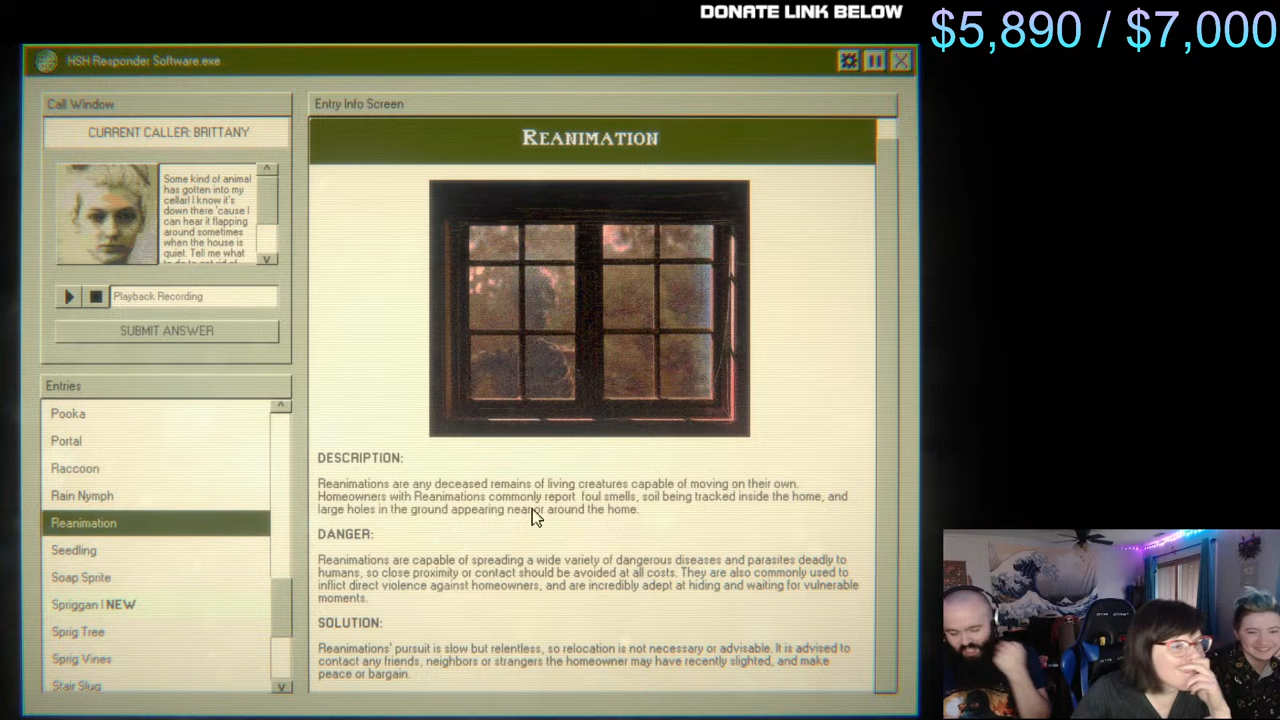 DONATE LINK BELOW
$5,890 / $7,000
HSH Responder Software.exe
Call Window
CURRENT CALLER: BRITTANY
Some kind of animal
has gotten into my
cellar! I know it's
down there 'cause I
can hear it flapping
around sometimes
when the house is
quiet. Tell me what
Playback Recording
SUBMIT ANSWER
Entries
Pooka
Portal
Raccoon
Rain Nymph
Reanimation
Seedling
Soap Sprite
Spriggan | NEW
Sprig Tree
Sprig Vines
Stair Slug
Entry Info Screen
REANIMATION
DESCRIPTION:
Reanimations are any deceased remains of living creatures capable of moving on their own.
Homeowners with Reanimations commonly report foul smells, soil being tracked inside the home, and
large holes in the ground appearing near or around the home.
DANGER:
Reanimations are capable of spreading a wide variety of dangerous diseases and parasites deadly to
humans, so close proximity or contact should be avoided at all costs. They are also commonly used to
inflict direct violence against homeowners, and are incredibly adept at hiding and waiting for vulnerable
moments.
SOLUTION:
Reanimations' pursuit is slow but relentless, so relocation is not necessary or advisable. It is advised to
contact any friends, neighbors or strangers the homeowner may have recently slighted, and make
peace or bargain.